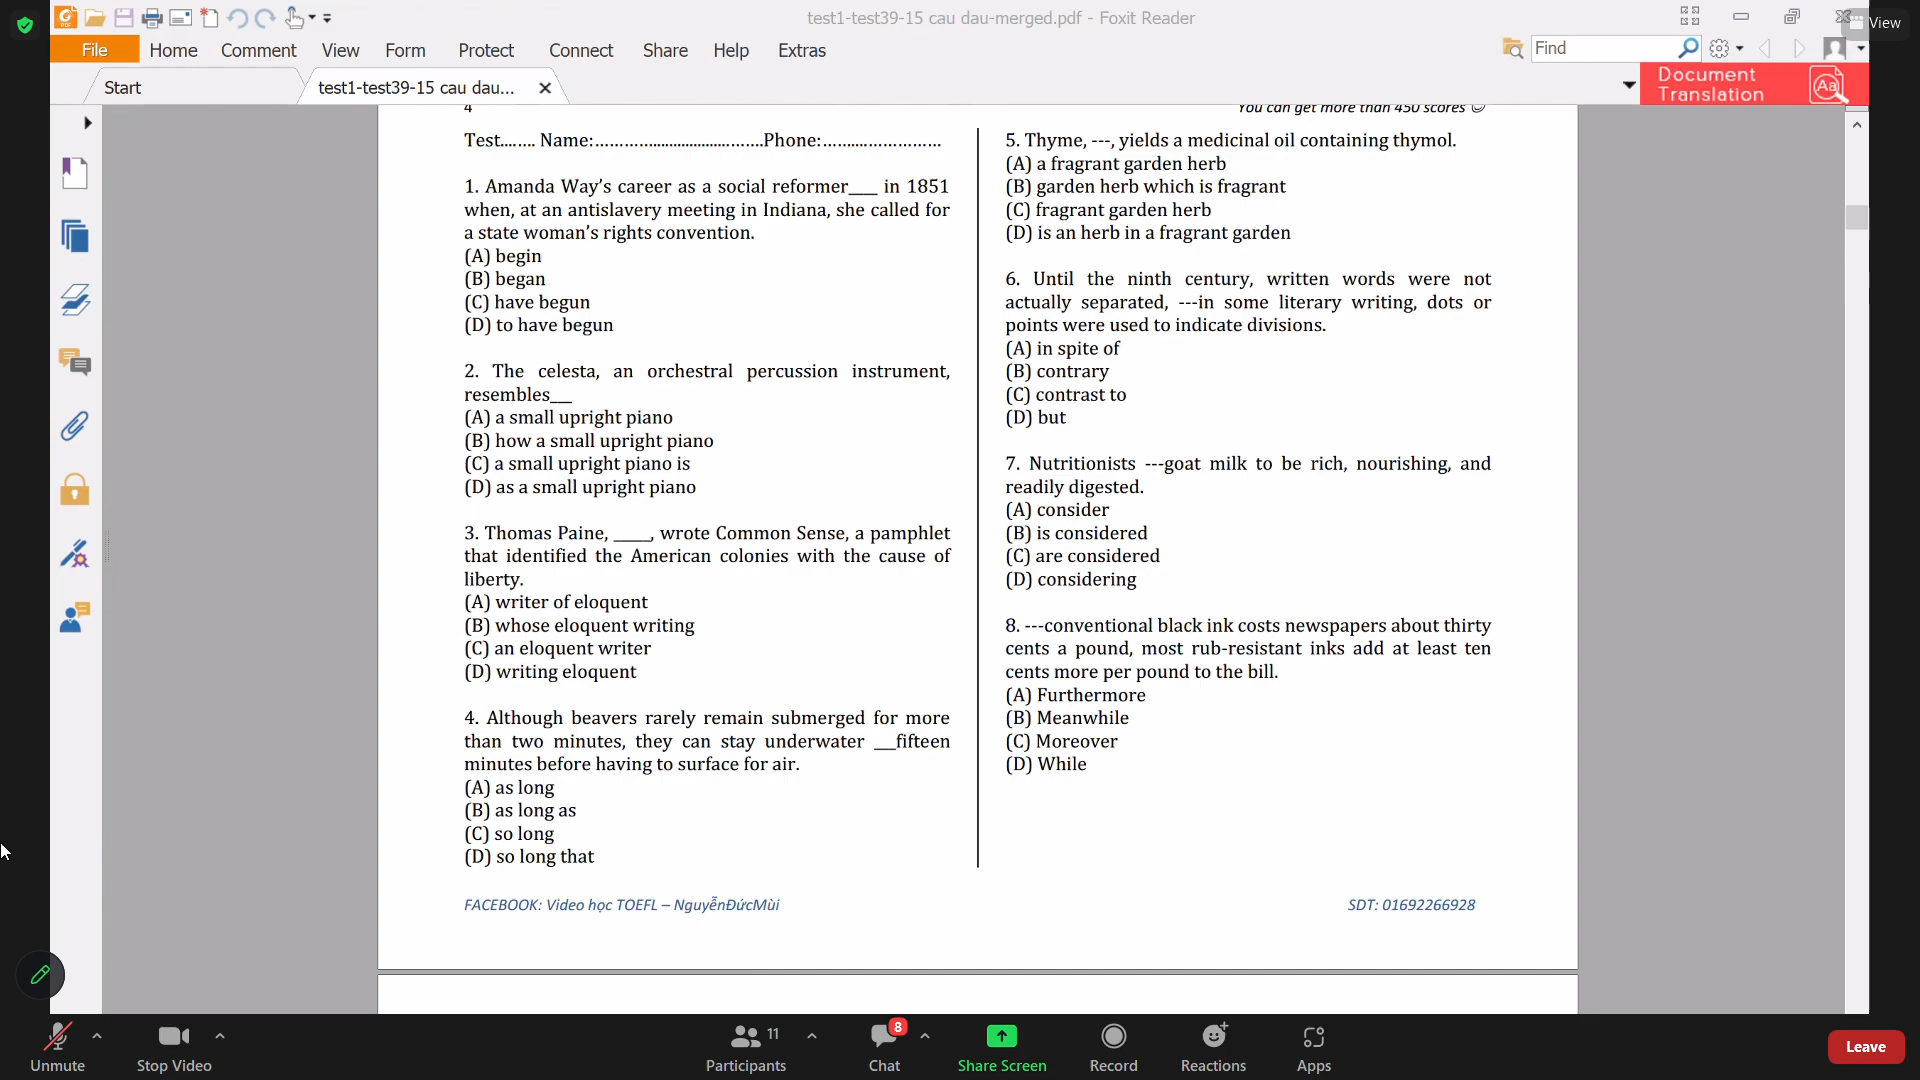 test1-test39-15 cau dau-merged.pdf - Foxit Reader
View
File
Home
Comment
View
Form
Protect
Connect
Share
Help
Extras
Find
Start
test1-test39-15 cau dau...
Document
Translation
4
You can get more than 450 scores ☺
Test........ Name:....................................Phone:..........................
1. Amanda Way's career as a social reformer___ in 1851
when, at an antislavery meeting in Indiana, she called for
a state woman's rights convention.
(A) begin
(B) began
(C) have begun
(D) to have begun
2. The celesta, an orchestral percussion instrument,
resembles__
(A) a small upright piano
(B) how a small upright piano
(C) a small upright piano is
(D) as a small upright piano
3. Thomas Paine, ____, wrote Common Sense, a pamphlet
that identified the American colonies with the cause of
liberty.
(A) writer of eloquent
(B) whose eloquent writing
(C) an eloquent writer
(D) writing eloquent
4. Although beavers rarely remain submerged for more
than two minutes, they can stay underwater __fifteen
minutes before having to surface for air.
(A) as long
(B) as long as
(C) so long
(D) so long that
5. Thyme, ---, yields a medicinal oil containing thymol.
(A) a fragrant garden herb
(B) garden herb which is fragrant
(C) fragrant garden herb
(D) is an herb in a fragrant garden
6. Until the ninth century, written words were not
actually separated, ---in some literary writing, dots or
points were used to indicate divisions.
(A) in spite of
(B) contrary
(C) contrast to
(D) but
7. Nutritionists ---goat milk to be rich, nourishing, and
readily digested.
(A) consider
(B) is considered
(C) are considered
(D) considering
8. ---conventional black ink costs newspapers about thirty
cents a pound, most rub-resistant inks add at least ten
cents more per pound to the bill.
(A) Furthermore
(B) Meanwhile
(C) Moreover
(D) While
FACEBOOK: Video học TOEFL – NguyễnĐứcMùi
SDT: 01692266928
Unmute
Stop Video
11
Participants
8
Chat
Share Screen
Record
Reactions
Apps
Leave